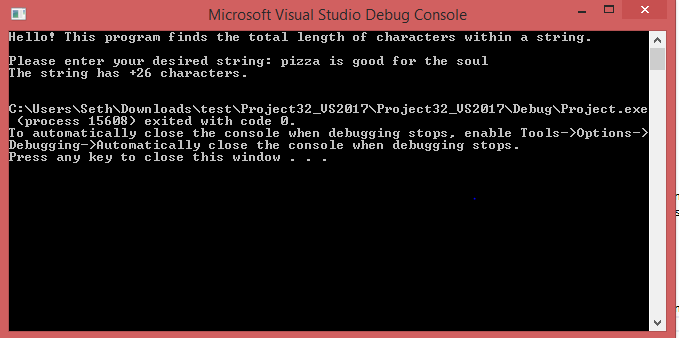 Microsoft Visual Studio Debug Console
Hello! This program finds the total length of characters within a string.
Please enter your desired string: pizza is good for the soul
The string has +26 characters.
C:\Users\Seth\Downloads\test\Project32_VS2017\Project32_VS2017\Debug\Project.exe
(process 15608) exited with code 0.
To automatically close the console when debugging stops, enable Tools->Options->
Debugging->Automatically close the console when debugging stops.
Press any key to close this window . . .